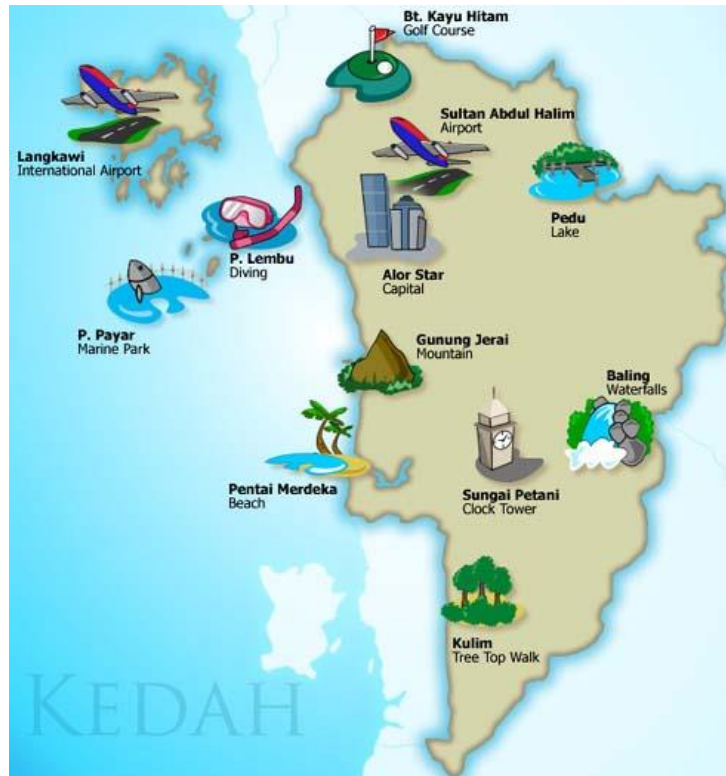 Bt. Kayu Hitam
Golf Course
Sultan Abdul Halim
Airport
Langkawi
International Airport
Pedu
Lake
P. Lembu
Diving
Alor Star
Capital
P. Payar
Marine Park
Gunung Jerai
Mountain
Baling
Waterfalls
Pentai Merdeka
Beach
Sungai Petani
Clock Tower
Kulim
Tree Top Walk
KEDAH